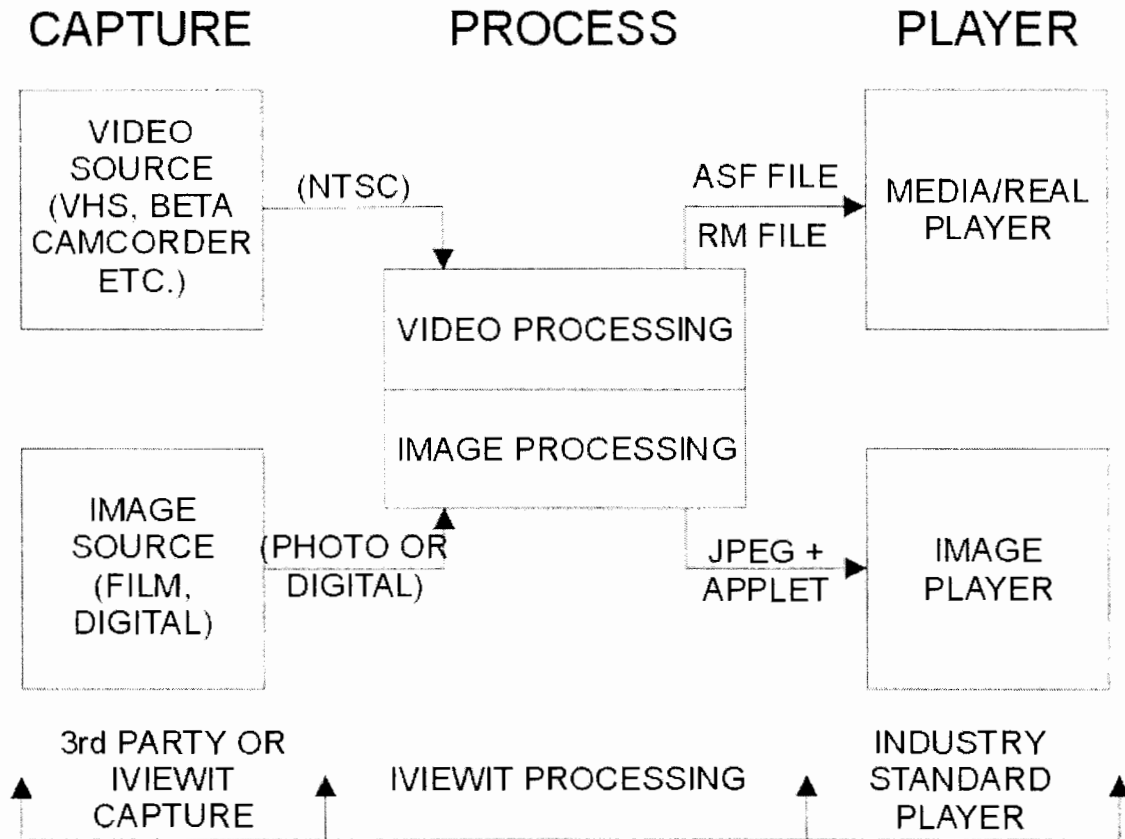 CAPTURE
PROCESS
PLAYER
VIDEO
SOURCE
(VHS, BETA
CAMCORDER
ETC.)
(NTSC)
ASF FILE
RM FILE
MEDIA/REAL
PLAYER
VIDEO PROCESSING
IMAGE PROCESSING
IMAGE
SOURCE
(FILM,
DIGITAL)
(PHOTO OR
DIGITAL)
JPEG +
APPLET
IMAGE
PLAYER
3rd PARTY OR
IVIEWIT
CAPTURE
IVIEWIT PROCESSING
INDUSTRY
STANDARD
PLAYER